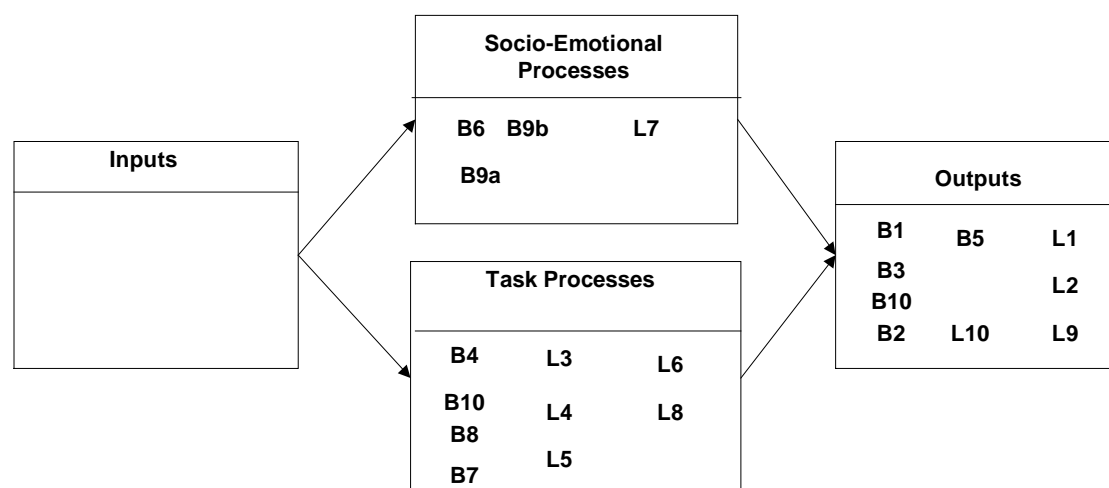 Socio-Emotional
Processes
B6 B9b L7
B9a
Inputs
Outputs
B1 B5 L1
B3
L2
B10
B2 L10 L9
Task Processes
B4 L3 L6
B10 L4 L8
B8
L5
B7